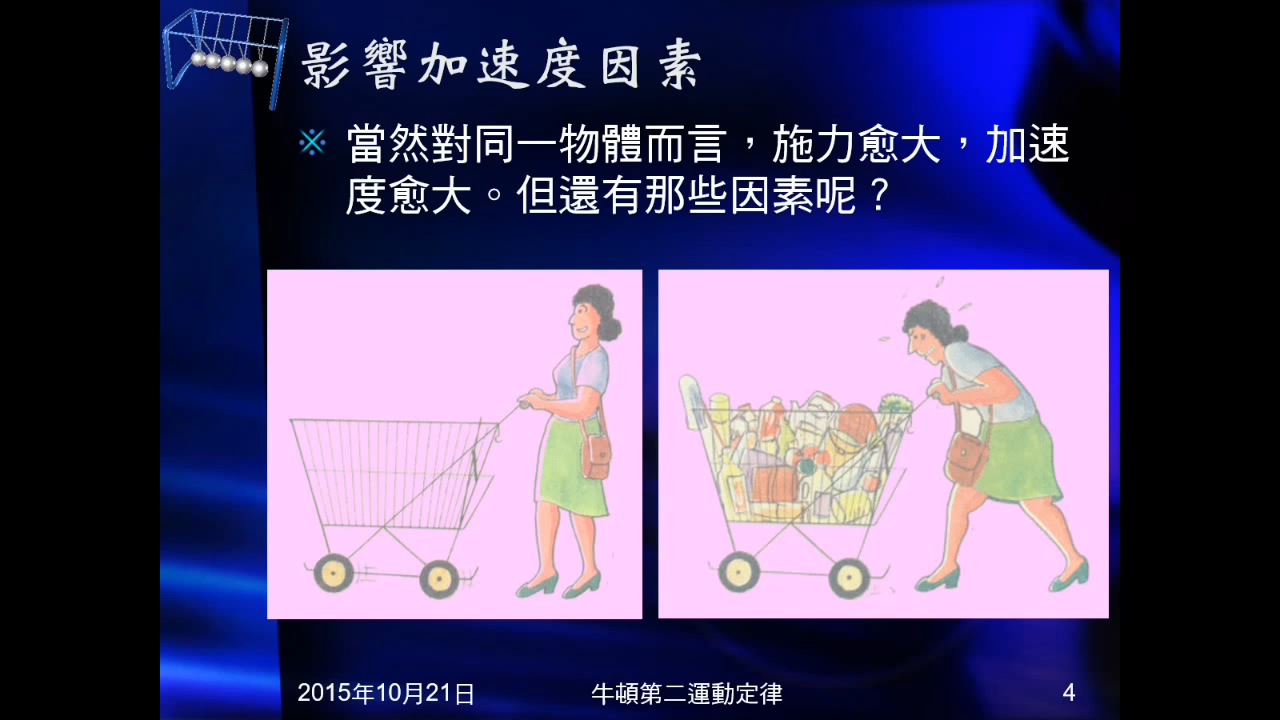 影響加速度因素
※ 當然對同一物體而言，施力愈大，加速
度愈大。但還有那些因素呢？
2015年10月21日
牛頓第二運動定律
4